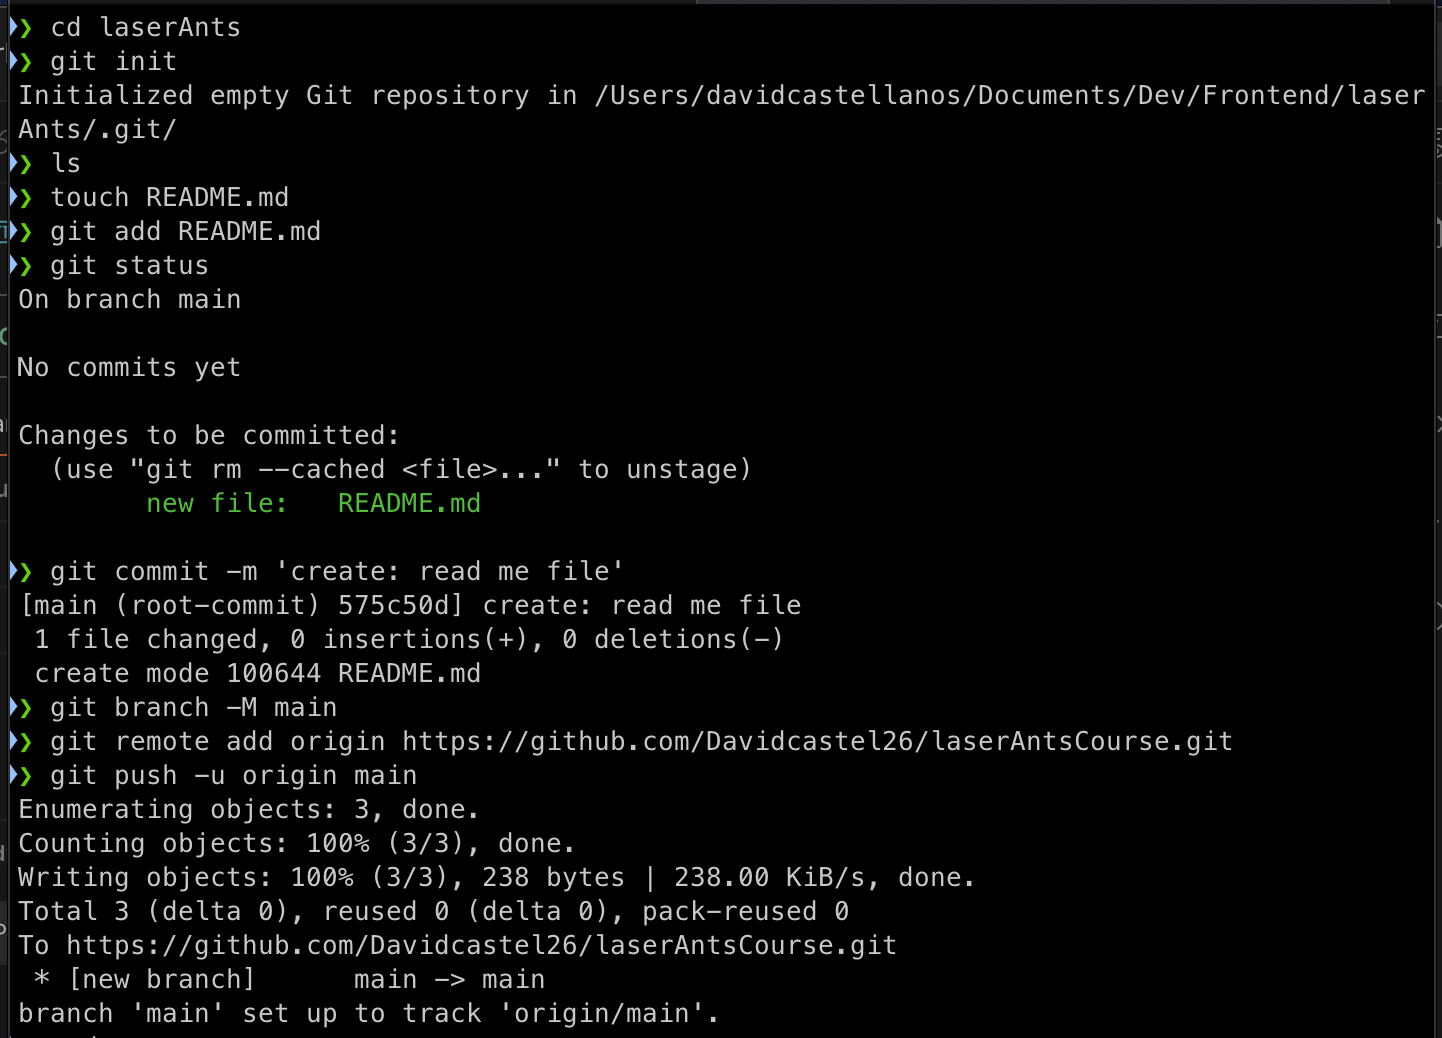 ❯ cd laserAnts
❯ git init
Initialized empty Git repository in /Users/davidcastellanos/Documents/Dev/Frontend/laser
Ants/.git/
❯ ls
❯ touch README.md
❯ git add README.md
❯ git status
On branch main
No commits yet
Changes to be committed:
  (use "git rm --cached <file>..." to unstage)
        new file:   README.md
❯ git commit -m 'create: read me file'
[main (root-commit) 575c50d] create: read me file
 1 file changed, 0 insertions(+), 0 deletions(-)
 create mode 100644 README.md
❯ git branch -M main
❯ git remote add origin https://github.com/Davidcastel26/laserAntsCourse.git
❯ git push -u origin main
Enumerating objects: 3, done.
Counting objects: 100% (3/3), done.
Writing objects: 100% (3/3), 238 bytes | 238.00 KiB/s, done.
Total 3 (delta 0), reused 0 (delta 0), pack-reused 0
To https://github.com/Davidcastel26/laserAntsCourse.git
 * [new branch]      main -> main
branch 'main' set up to track 'origin/main'.